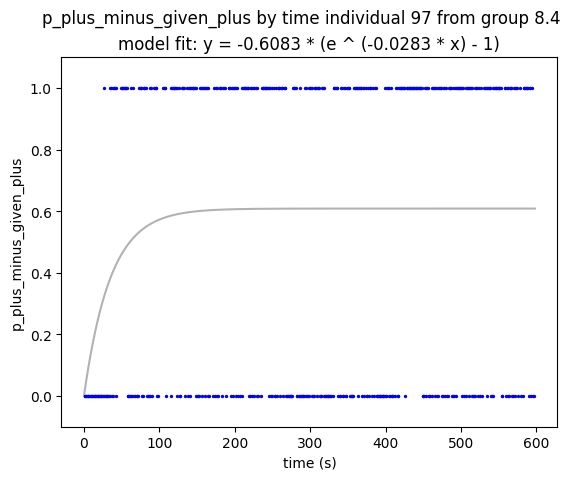 p_plus_minus_given_plus by time individual 97 from group 8.4
model fit: y = -0.6083 * (e ^ (-0.0283 * x) - 1)
1.0
0.8
0.6
0.4
0.2
0.0
p_plus_minus_given_plus
0 100 200 300 400 500 600
time (s)